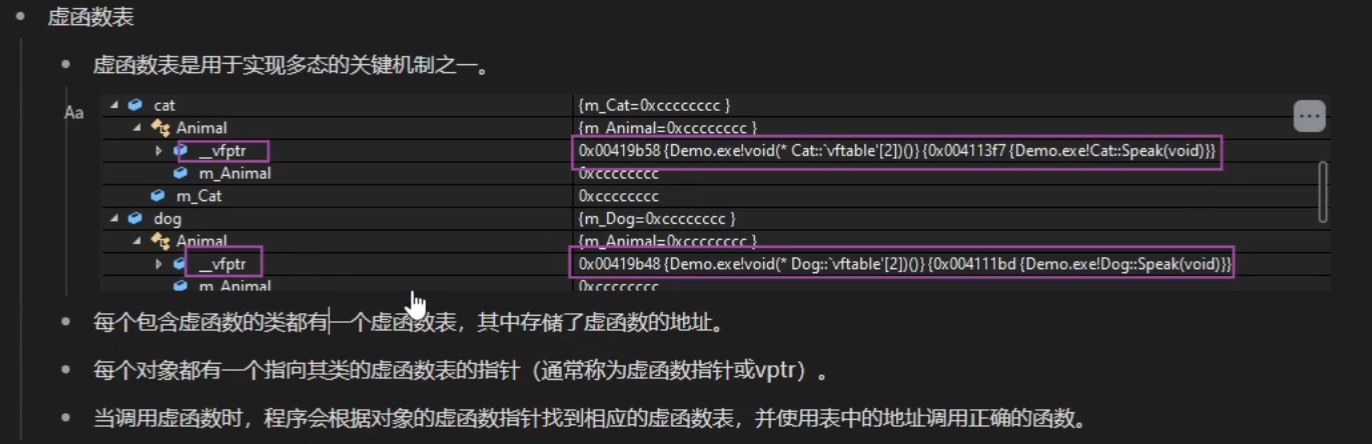 虚函数表
虚函数表是用于实现多态的关键机制之一。
Aa
cat {m_Cat=0xcccccccc }
Animal {m_Animal=0xcccccccc }
__vfptr 0x00419b58 {Demo.exe!void(* Cat::`vftable'[2])()} {0x004113f7 {Demo.exe!Cat::Speak(void)}}
m_Animal 0xcccccccc
m_Cat 0xcccccccc
dog {m_Dog=0xcccccccc }
Animal {m_Animal=0xcccccccc }
__vfptr 0x00419b48 {Demo.exe!void(* Dog::`vftable'[2])()} {0x004111bd {Demo.exe!Dog::Speak(void)}}
m_Animal 0xcccccccc
每个包含虚函数的类都有一个虚函数表，其中存储了虚函数的地址。
每个对象都有一个指向其类的虚函数表的指针（通常称为虚函数指针或vptr）。
当调用虚函数时，程序会根据对象的虚函数指针找到相应的虚函数表，并使用表中的地址调用正确的函数。